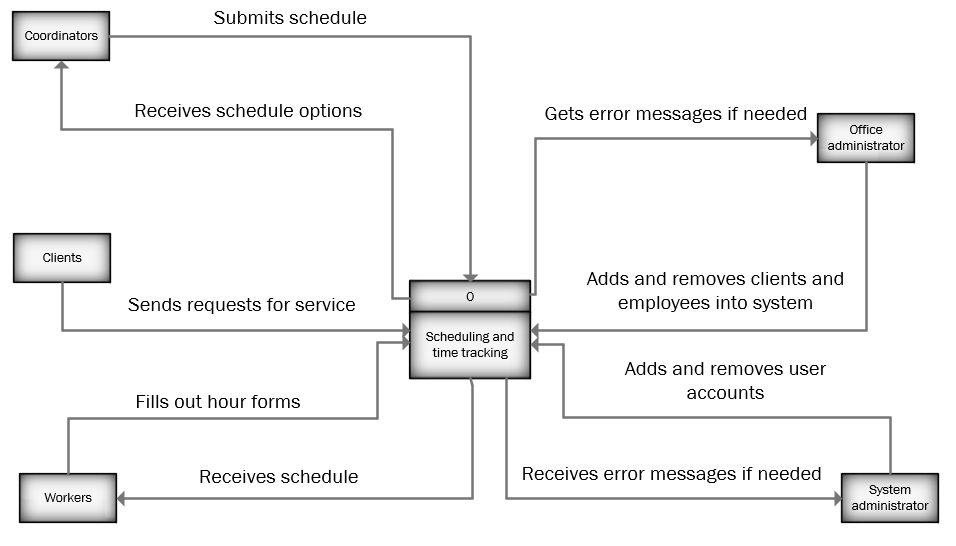 Submits schedule
Coordinators
Receives schedule options
Gets error messages if needed
Office
administrator
Clients
Adds and removes clients and
employees into system
Sends requests for service
0
Scheduling and
time tracking
Adds and removes user
accounts
Fills out hour forms
Receives schedule
Receives error messages if needed
Workers
System
administrator